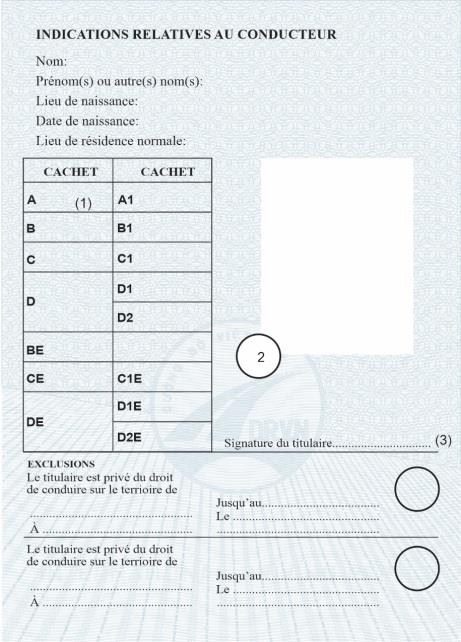 INDICATIONS RELATIVES AU CONDUCTEUR
Nom:
Prénom(s) ou autre(s) nom(s):
Lieu de naissance:
Date de naissance:
Lieu de résidence normale:
CACHET CACHET
A (1) A1
B B1
C C1
D D1
D2
BE
CE C1E
DE D1E
D2E
2
DRVN
Signature du titulaire............................... (3)
EXCLUSIONS
Le titulaire est privé du droit
de conduire sur le terrioire de
..................................................
À ..............................................
Jusqu'au....................................
Le .............................................
..................................................
Le titulaire est privé du droit
de conduire sur le terrioire de
..................................................
À ..............................................
Jusqu'au....................................
Le .............................................
..................................................